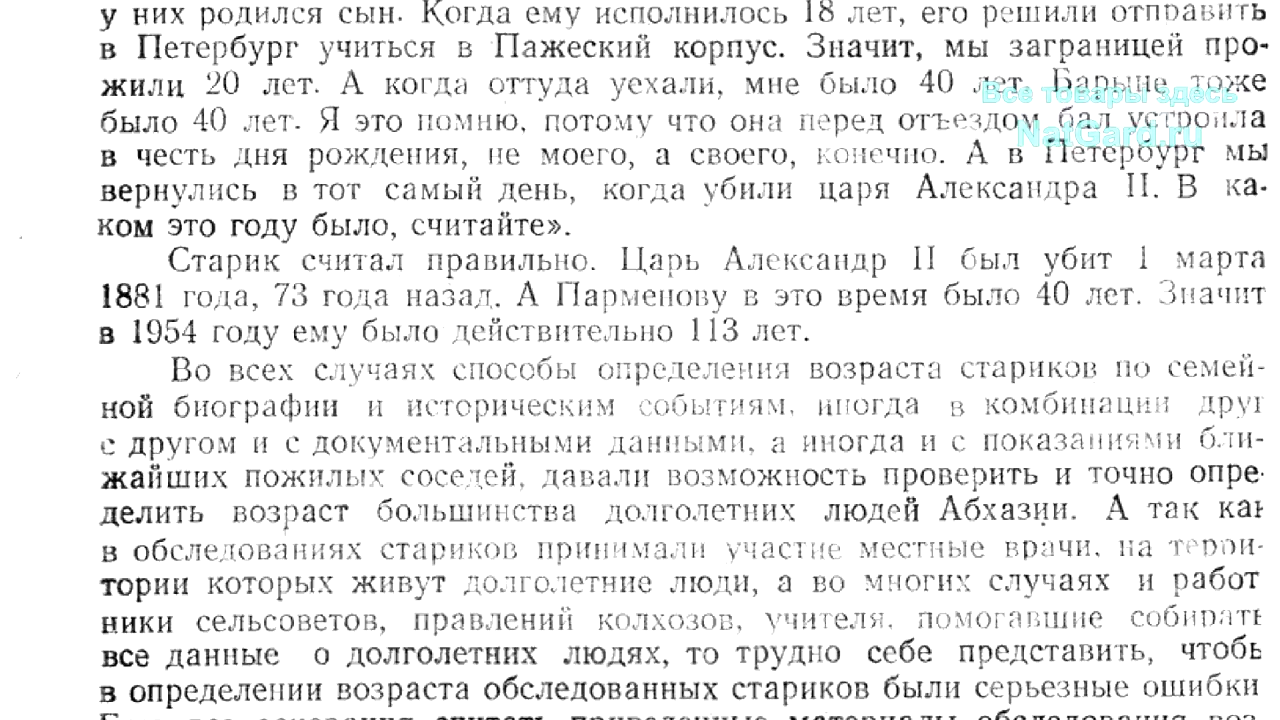 у них родился сын. Когда ему исполнилось 18 лет, его решили отправить
в Петербург учиться в Пажеский корпус. Значит, мы заграницей про-
жили 20 лет. А когда оттуда уехали, мне было 40 лет. Барыне тоже
Все товары здесь
было 40 лет. Я это помню, потому что она перед отъездом бал устроила
NatGard.ru
в честь дня рождения, не моего, а своего, конечно. А в Петербург мы
вернулись в тот самый день, когда убили царя Александра II. В ка-
ком это году было, считайте».
Старик считал правильно. Царь Александр II был убит 1 марта
1881 года, 73 года назад. А Парменову в это время было 40 лет. Значит
в 1954 году ему было действительно 113 лет.
Во всех случаях способы определения возраста стариков по семей-
ной биографии и историческим событиям, иногда в комбинации друг
с другом и с документальными данными, а иногда и с показаниями бли-
жайших пожилых соседей, давали возможность проверить и точно опре-
делить возраст большинства долголетних людей Абхазии. А так как
в обследованиях стариков принимали участие местные врачи, на терри-
тории которых живут долголетние люди, а во многих случаях и работ
ники сельсоветов, правлений колхозов, учителя, помогавшие собирать
все данные о долголетних людях, то трудно себе представить, чтобы
в определении возраста обследованных стариков были серьезные ошибки